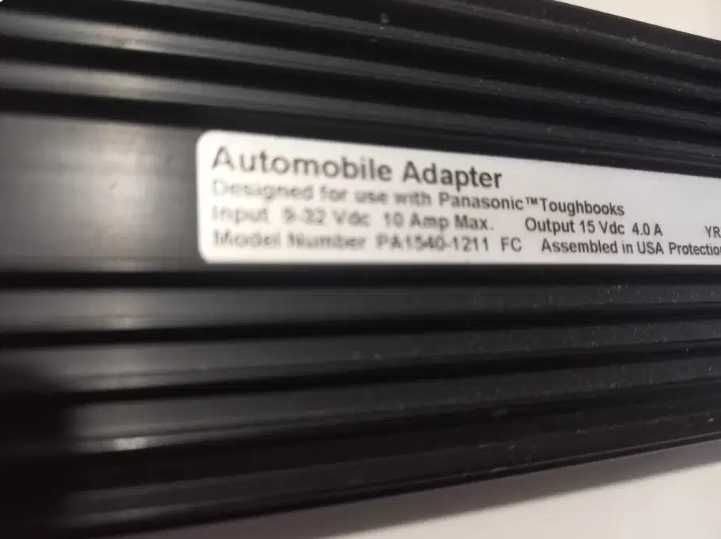 Automobile Adapter
Designed for use with Panasonic™Toughbooks
Input 9-32 Vdc 10 Amp Max. Output 15 Vdc 4.0 A YR
Model Number PA1540-1211 FC Assembled in USA Protection